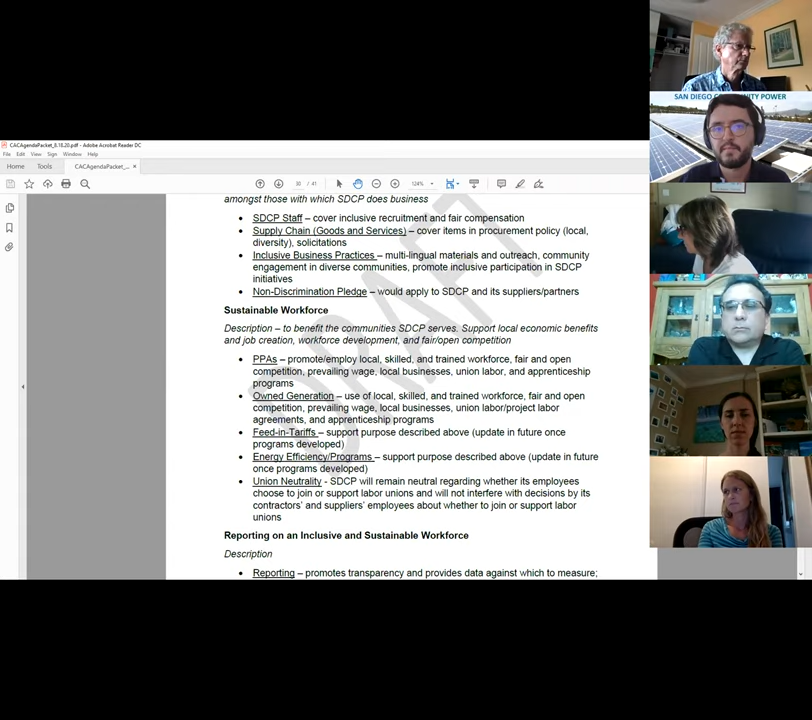 SAN DIEGO COMMUNITY POWER
CACAgendaPacket_8.18.20.pdf - Adobe Acrobat Reader DC
File Edit View Sign Window Help
Home Tools CACAgendaPacket_... ×
30 / 41 124%
amongst those with which SDCP does business
• SDCP Staff – cover inclusive recruitment and fair compensation
• Supply Chain (Goods and Services) – cover items in procurement policy (local,
diversity), solicitations
• Inclusive Business Practices – multi-lingual materials and outreach, community
engagement in diverse communities, promote inclusive participation in SDCP
initiatives
• Non-Discrimination Pledge – would apply to SDCP and its suppliers/partners
Sustainable Workforce
Description – to benefit the communities SDCP serves. Support local economic benefits
and job creation, workforce development, and fair/open competition
• PPAs – promote/employ local, skilled, and trained workforce, fair and open
competition, prevailing wage, local businesses, union labor, and apprenticeship
programs
• Owned Generation – use of local, skilled, and trained workforce, fair and open
competition, prevailing wage, local businesses, union labor/project labor
agreements, and apprenticeship programs
• Feed-in-Tariffs – support purpose described above (update in future once
programs developed)
• Energy Efficiency/Programs – support purpose described above (update in future
once programs developed)
• Union Neutrality - SDCP will remain neutral regarding whether its employees
choose to join or support labor unions and will not interfere with decisions by its
contractors' and suppliers' employees about whether to join or support labor
unions
Reporting on an Inclusive and Sustainable Workforce
Description
• Reporting – promotes transparency and provides data against which to measure;
DRAFT